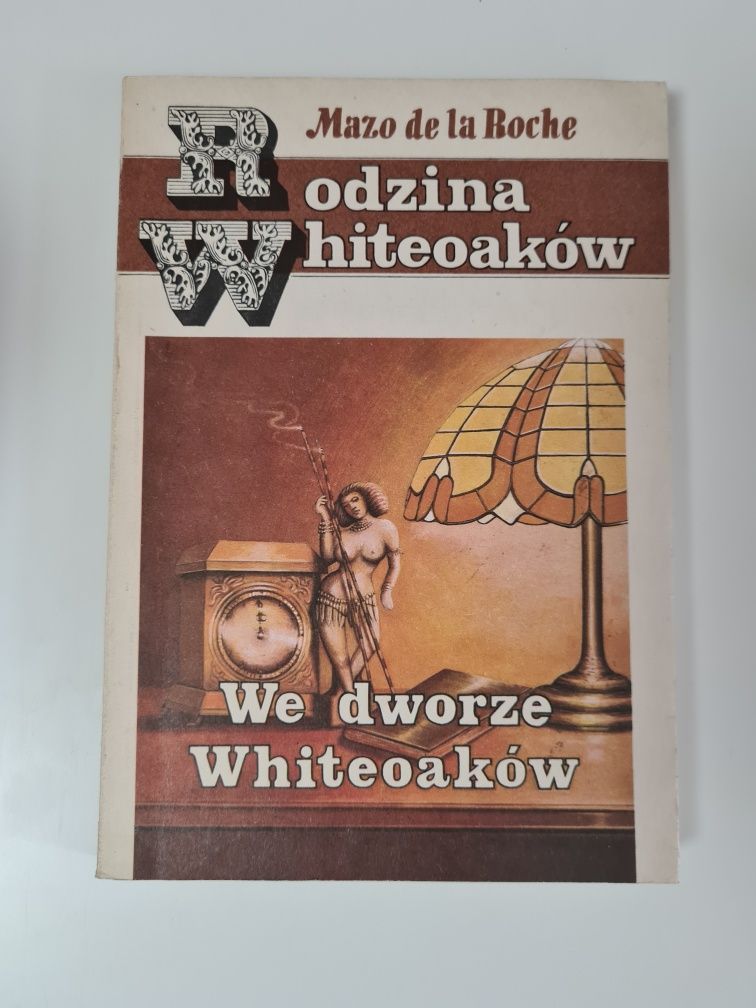 Mazo de la Roche
Rodzina
Whiteoaków
We dworze
Whiteoaków